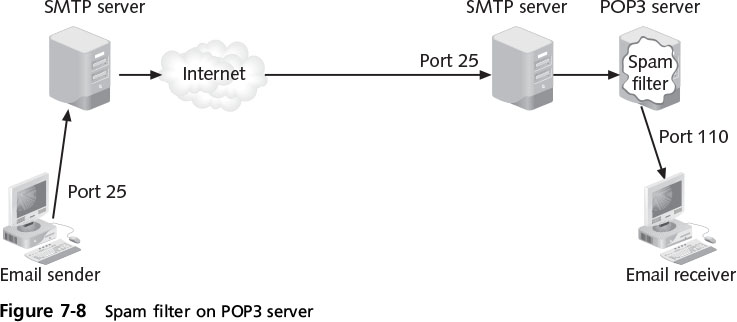 SMTP server
SMTP server
POP3 server
Internet
Port 25
Spam
filter
Port 110
Port 25
Email sender
Email receiver
Figure 7-8 Spam filter on POP3 server